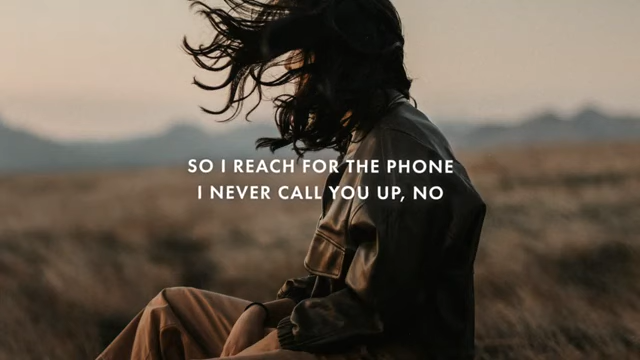 SO I REACH FOR THE PHONE
I NEVER CALL YOU UP, NO